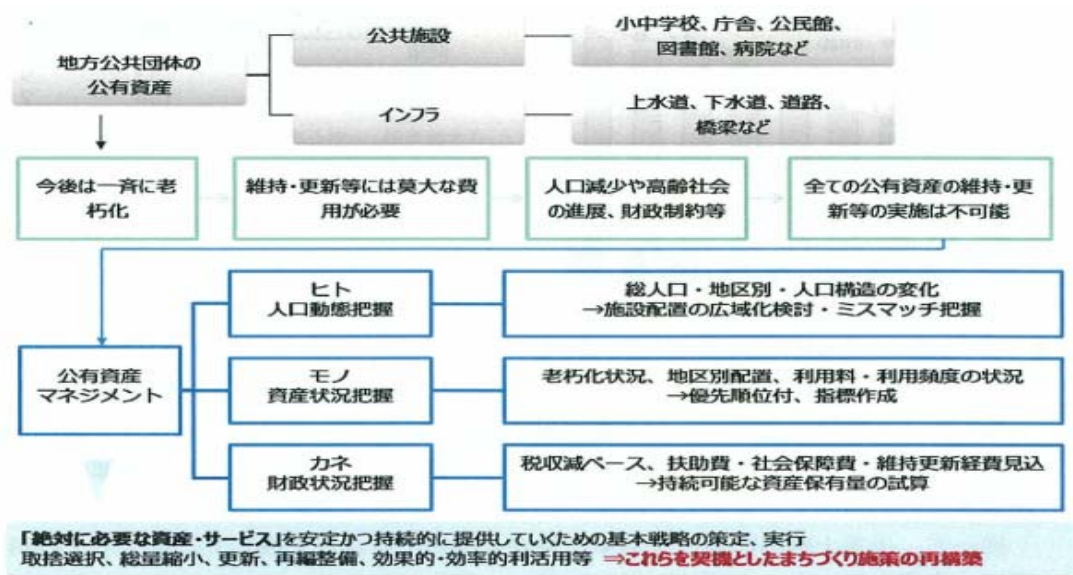 地方公共団体の
公有資産
公共施設
小中学校、庁舎、公民館、
図書館、病院など
インフラ
上水道、下水道、道路、
橋梁など
今後は一斉に老
朽化
維持・更新等には莫大な費
用が必要
人口減少や高齢社会
の進展、財政制約等
全ての公有資産の維持・更
新等の実施は不可能
公有資産
マネジメント
ヒト
人口動態把握
総人口・地区別・人口構造の変化
→施設配置の広域化検討・ミスマッチ把握
モノ
資産状況把握
老朽化状況、地区別配置、利用料・利用頻度の状況
→優先順位付、指標作成
カネ
財政状況把握
税収減ベース、扶助費・社会保障費・維持更新経費見込
→持続可能な資産保有量の試算
「絶対に必要な資産・サービス」を安定かつ持続的に提供していくための基本戦略の策定、実行
取捨選択、総量縮小、更新、再編整備、効果的・効率的利活用等 ⇒これらを契機としたまちづくり施策の再構築